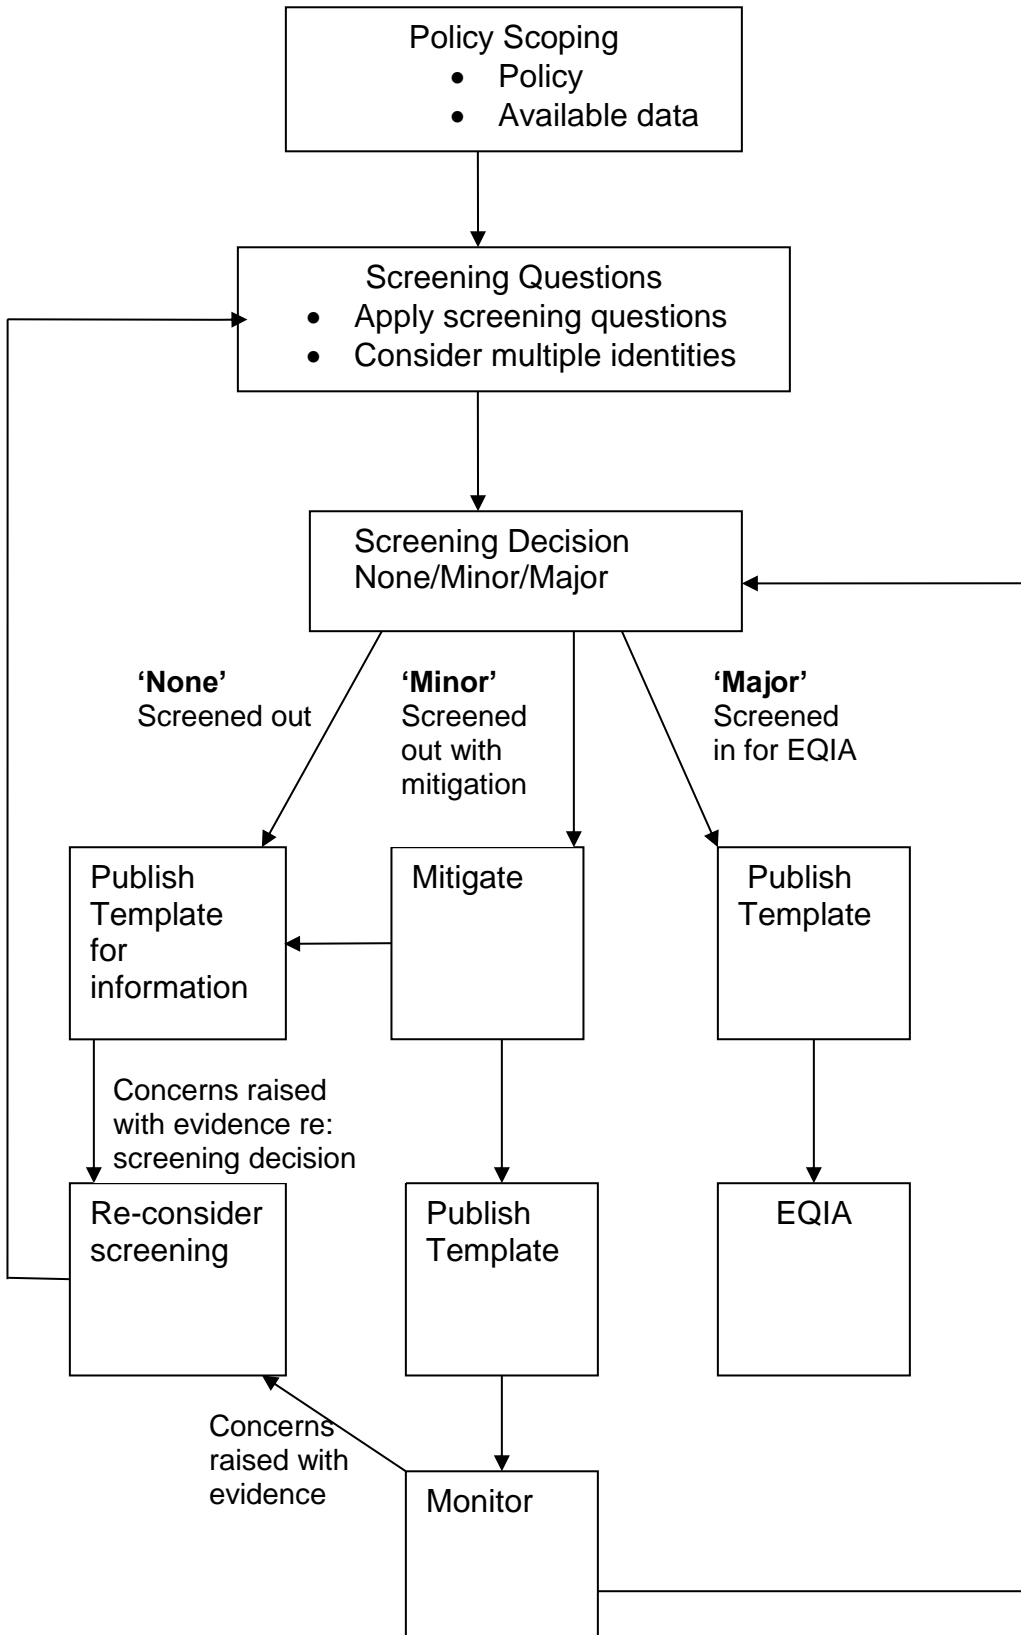 Policy Scoping
• Policy
• Available data
Screening Questions
• Apply screening questions
• Consider multiple identities
Screening Decision
None/Minor/Major
‘None’
Screened out
‘Minor’
Screened
out with
mitigation
‘Major’
Screened
in for EQIA
Publish
Template
for
information
Mitigate
Publish
Template
Concerns raised
with evidence re:
screening decision
Re-consider
screening
Publish
Template
EQIA
Concerns
raised with
evidence
Monitor